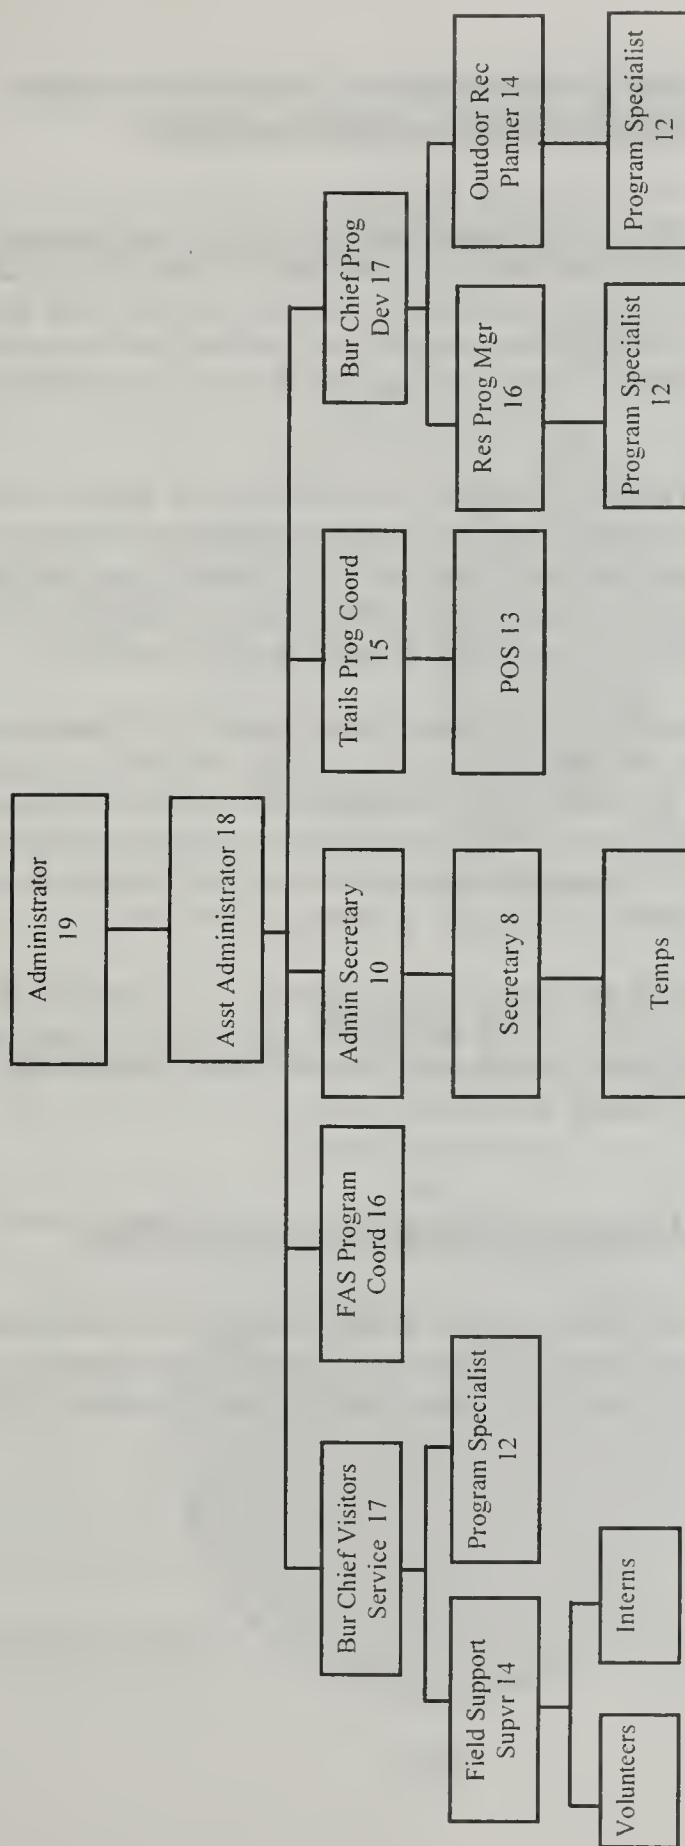 Administrator
19
Asst Administrator 18
Bur Chief Visitors
Service 17
FAS Program
Coord 16
Admin Secretary
10
Trails Prog Coord
15
Bur Chief Prog
Dev 17
Field Support
Supvr 14
Program Specialist
12
Secretary 8
POS 13
Res Prog Mgr
16
Outdoor Rec
Planner 14
Volunteers
Interns
Temps
Program Specialist
12
Program Specialist
12